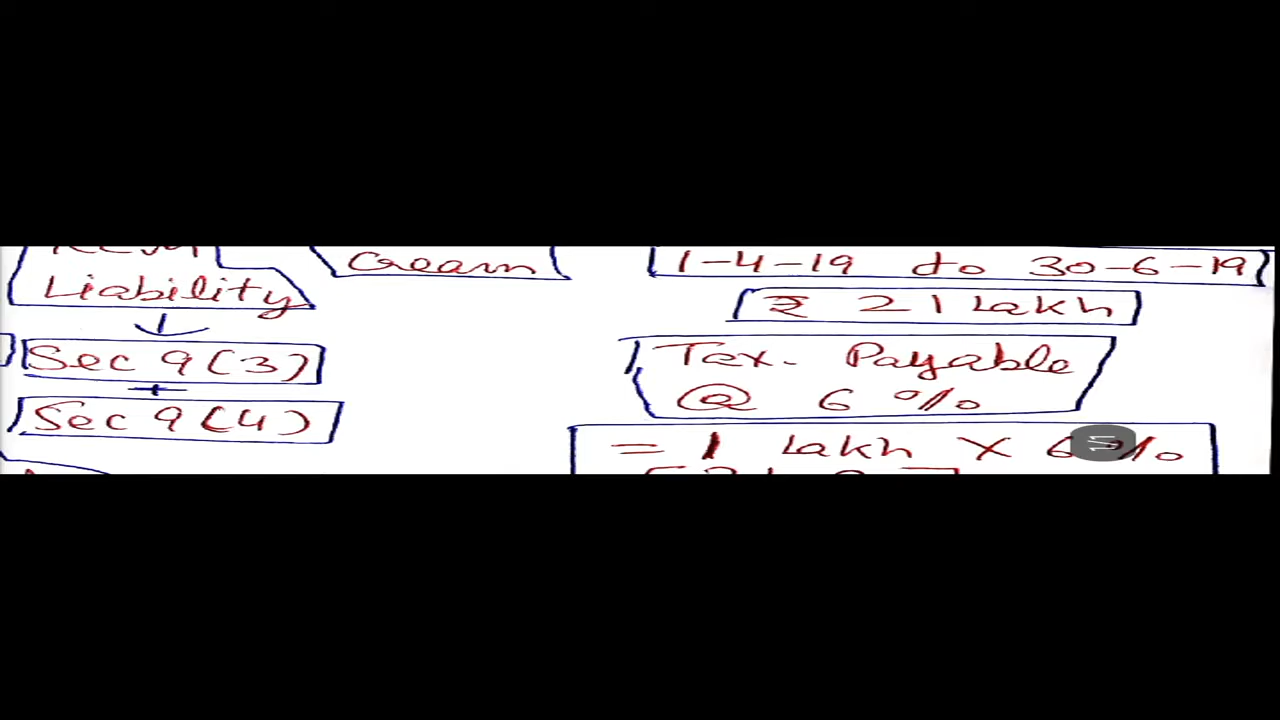 Liability
Cream
1-4-19 to 30-6-19
₹ 21 Lakh
Sec 9(3)
+
Sec 9(4)
Tax. Payable
@ 6 %
= 1 Lakh X 6%